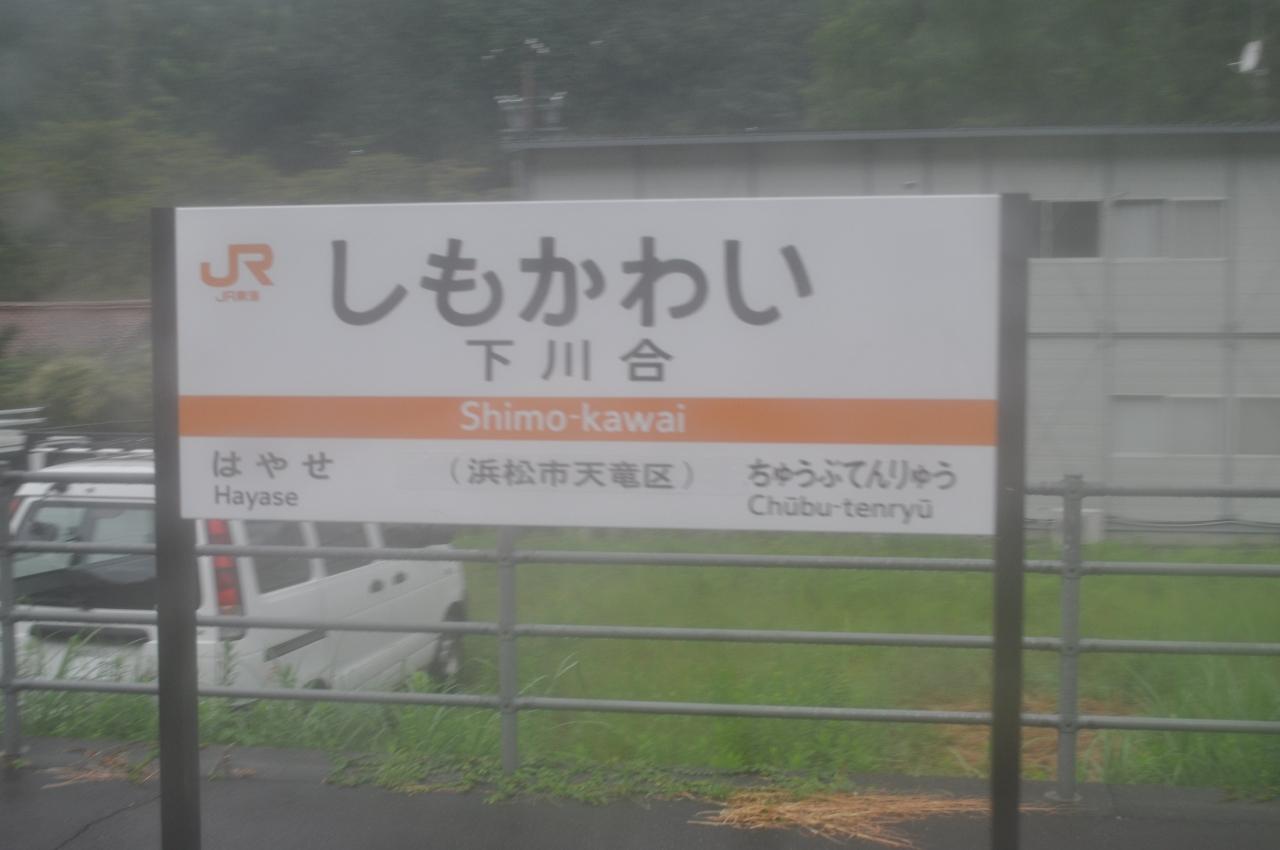 JR
JR東海
しもかわい
下川合
Shimo-kawai
はやせ
Hayase
（浜松市天竜区）
ちゅうぶてんりゅう
Chūbu-tenryū